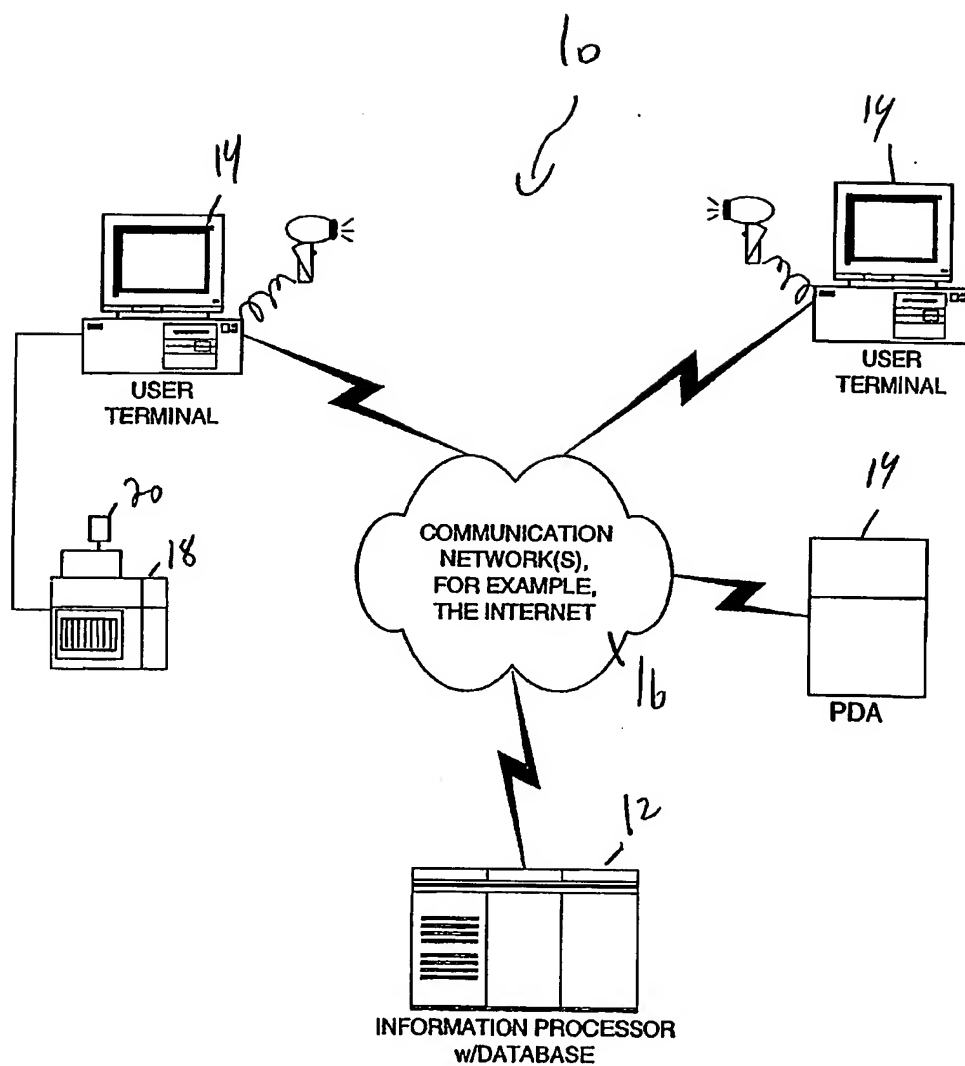 10
14
14
USER
TERMINAL
USER
TERMINAL
20
18
COMMUNICATION
NETWORK(S),
FOR EXAMPLE,
THE INTERNET
16
14
PDA
12
INFORMATION PROCESSOR
w/DATABASE